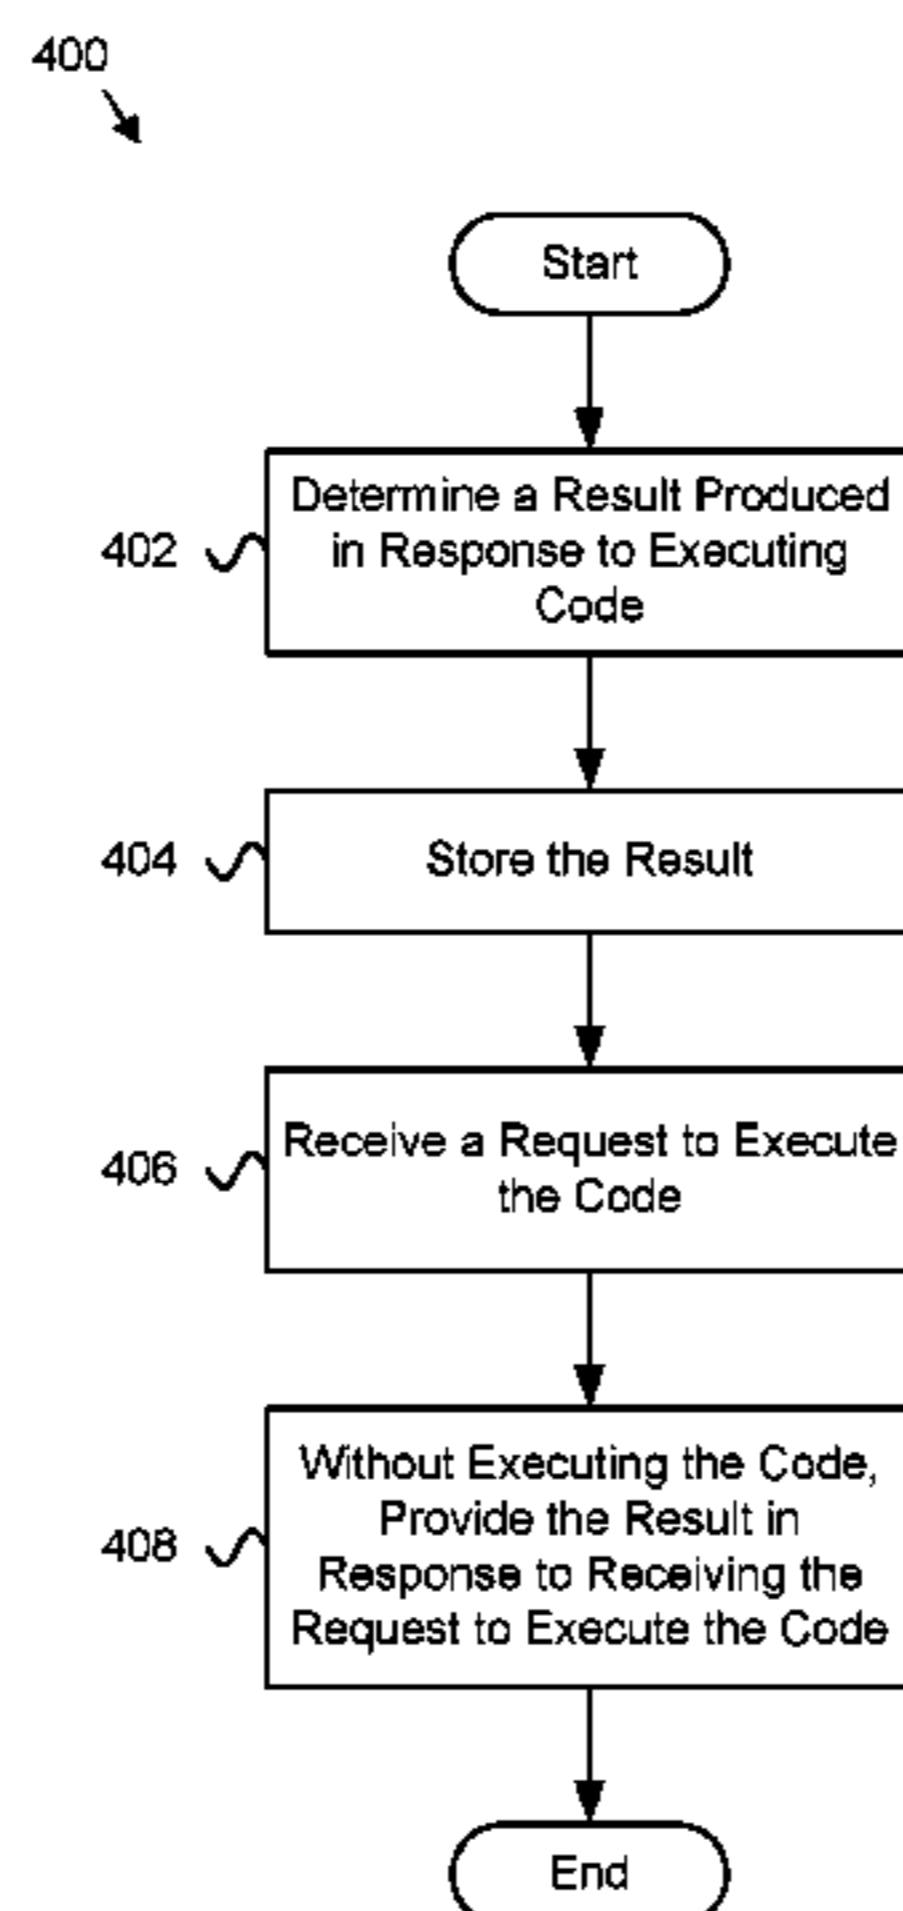 400
Start
402
Determine a Result Produced
in Response to Executing
Code
404
Store the Result
406
Receive a Request to Execute
the Code
408
Without Executing the Code,
Provide the Result in
Response to Receiving the
Request to Execute the Code
End